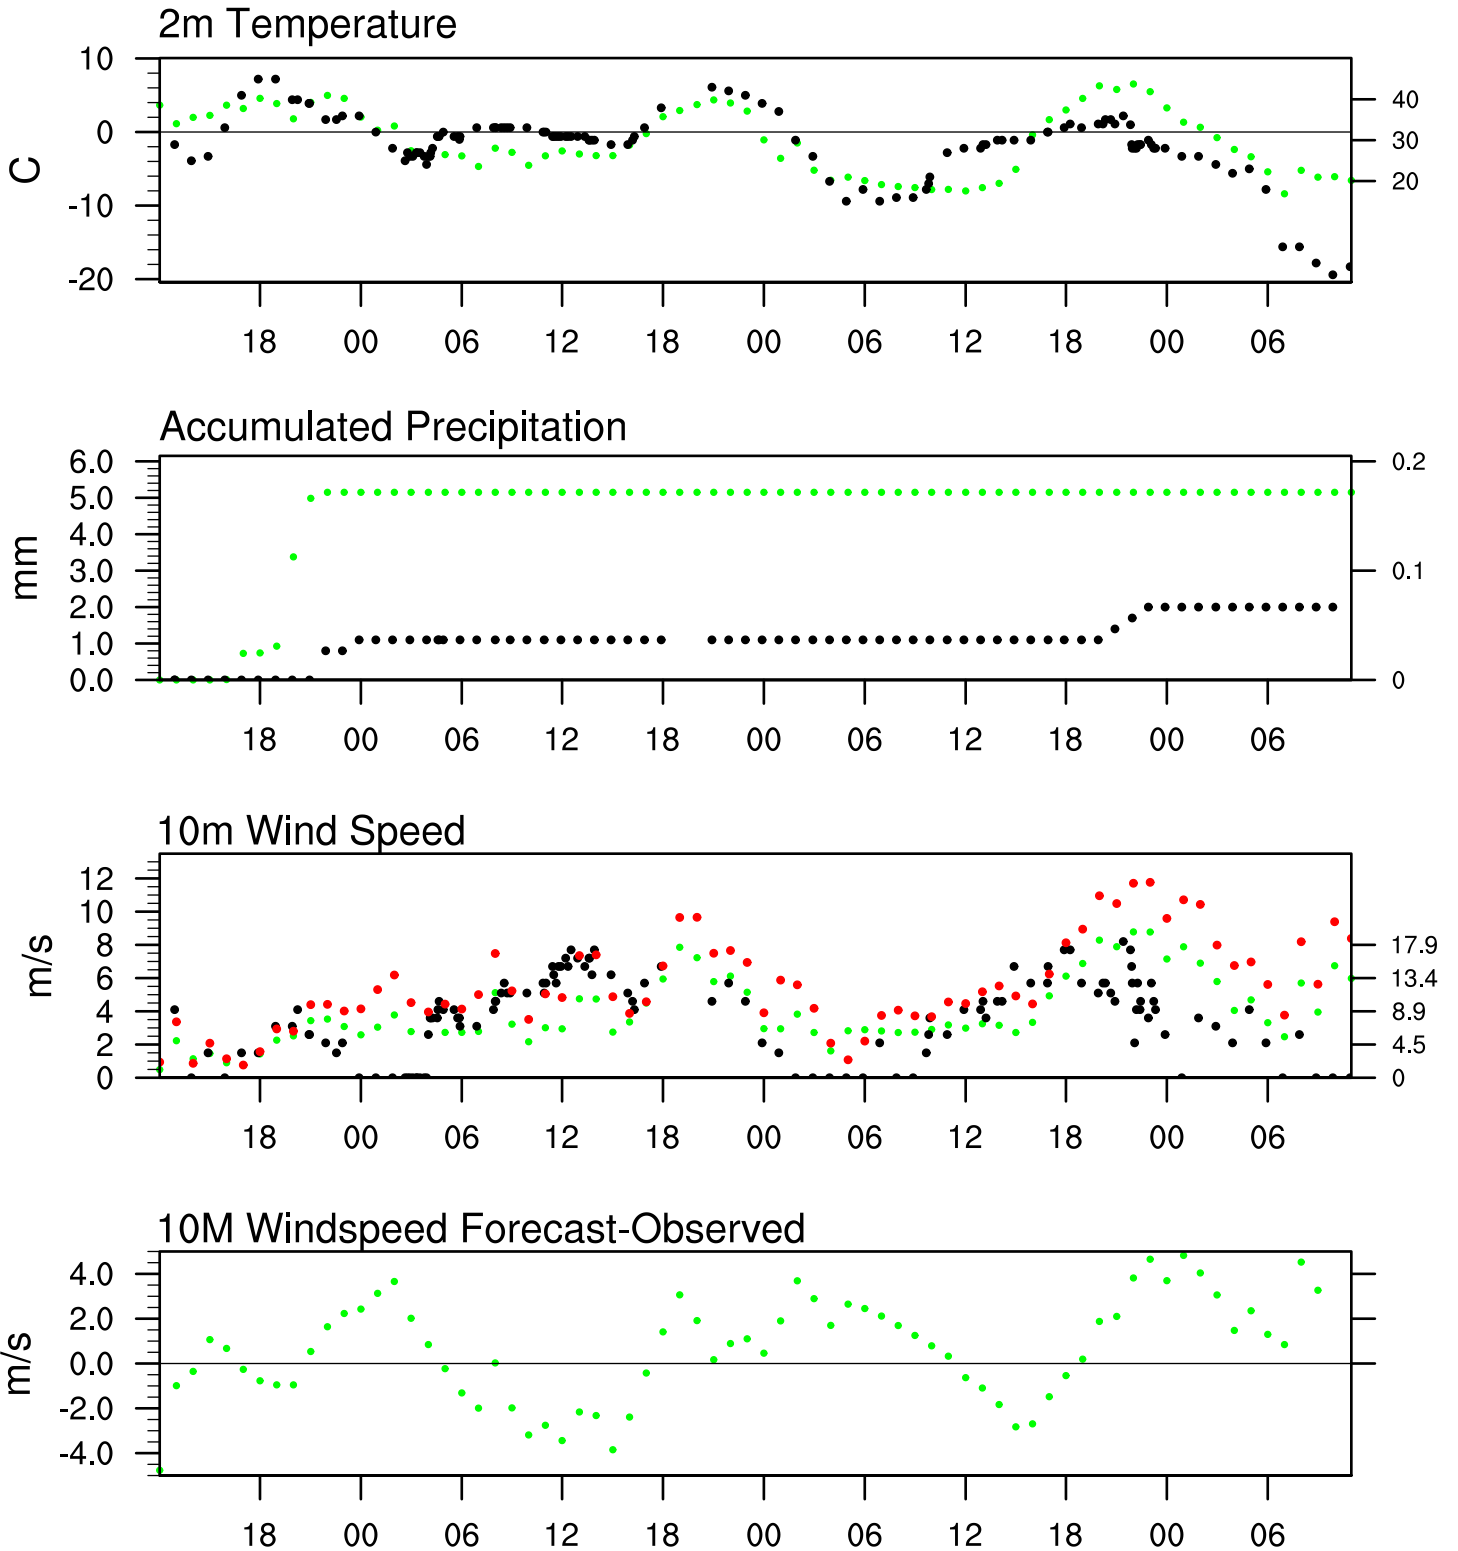 2m Temperature
10
0
-10
-20
C
40
30
20
18 00 06 12 18 00 06 12 18 00 06
Accumulated Precipitation
6.0
5.0
4.0
3.0
2.0
1.0
0.0
mm
0.2
0.1
0
18 00 06 12 18 00 06 12 18 00 06
10m Wind Speed
12
10
8
6
4
2
0
m/s
17.9
13.4
8.9
4.5
0
18 00 06 12 18 00 06 12 18 00 06
10M Windspeed Forecast-Observed
4.0
2.0
0.0
-2.0
-4.0
m/s
18 00 06 12 18 00 06 12 18 00 06